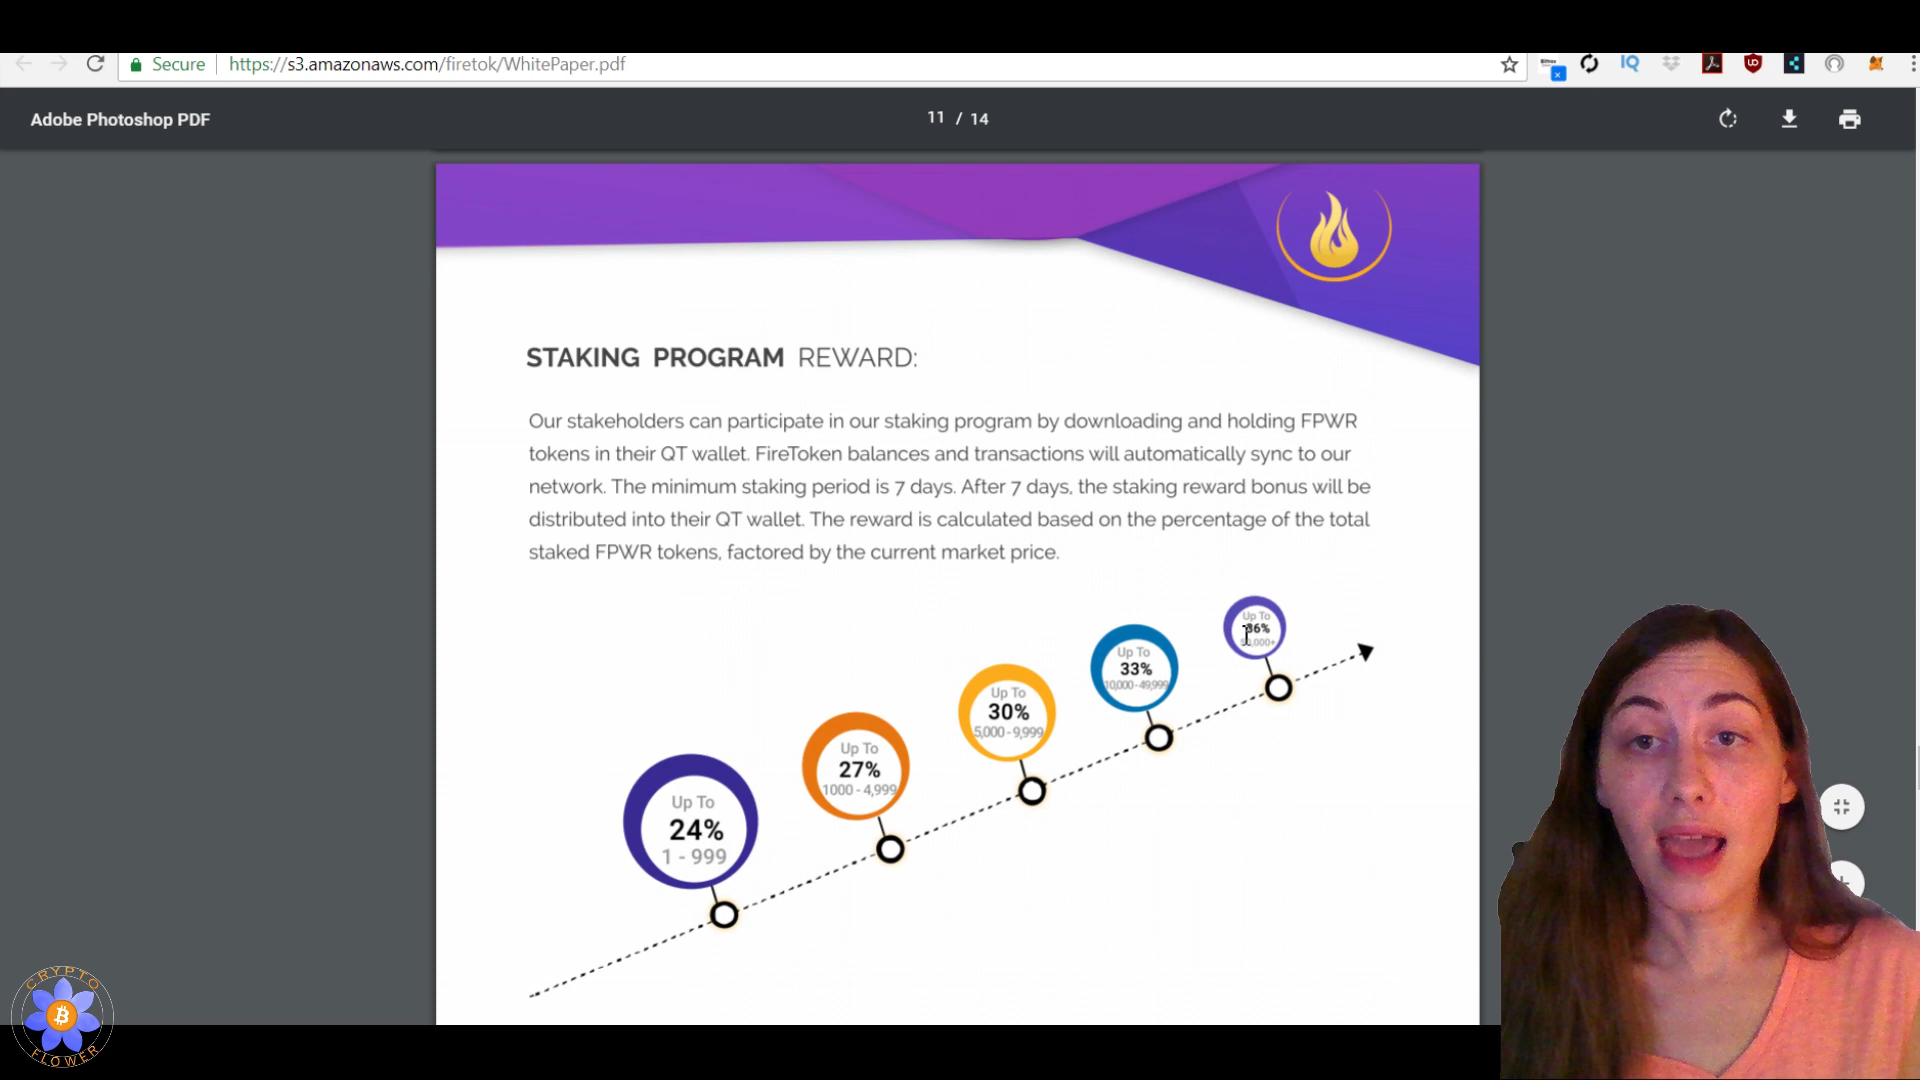 Secure
https://s3.amazonaws.com/firetok/WhitePaper.pdf
IQ
Adobe Photoshop PDF
11 / 14
STAKING PROGRAM REWARD:
Our stakeholders can participate in our staking program by downloading and holding FPWR
tokens in their QT wallet. FireToken balances and transactions will automatically sync to our
network. The minimum staking period is 7 days. After 7 days, the staking reward bonus will be
distributed into their QT wallet. The reward is calculated based on the percentage of the total
staked FPWR tokens, factored by the current market price.
Up To
24%
1 - 999
Up To
27%
1000 - 4,999
Up To
30%
5,000 - 9,999
Up To
33%
10,000 - 49,999
Up To
36%
CRYPTO
FLOWER